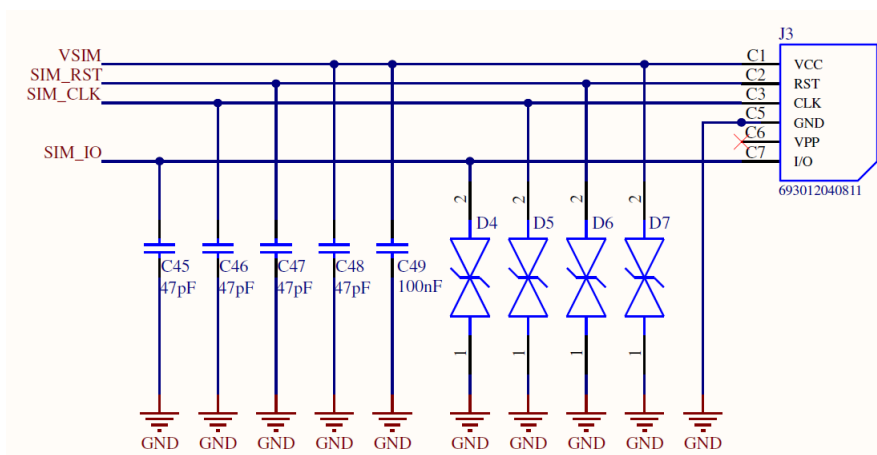 J3
VSIM
C1
VCC
SIM_RST
C2
RST
SIM_CLK
C3
CLK
C5
GND
C6
VPP
SIM_IO
C7
I/O
693012040811
2
2
2
2
D4
D5
D6
D7
C45
C46
C47
C48
C49
47pF
47pF
47pF
47pF
100nF
1
1
1
1
GND
GND
GND
GND
GND
GND
GND
GND
GND
GND